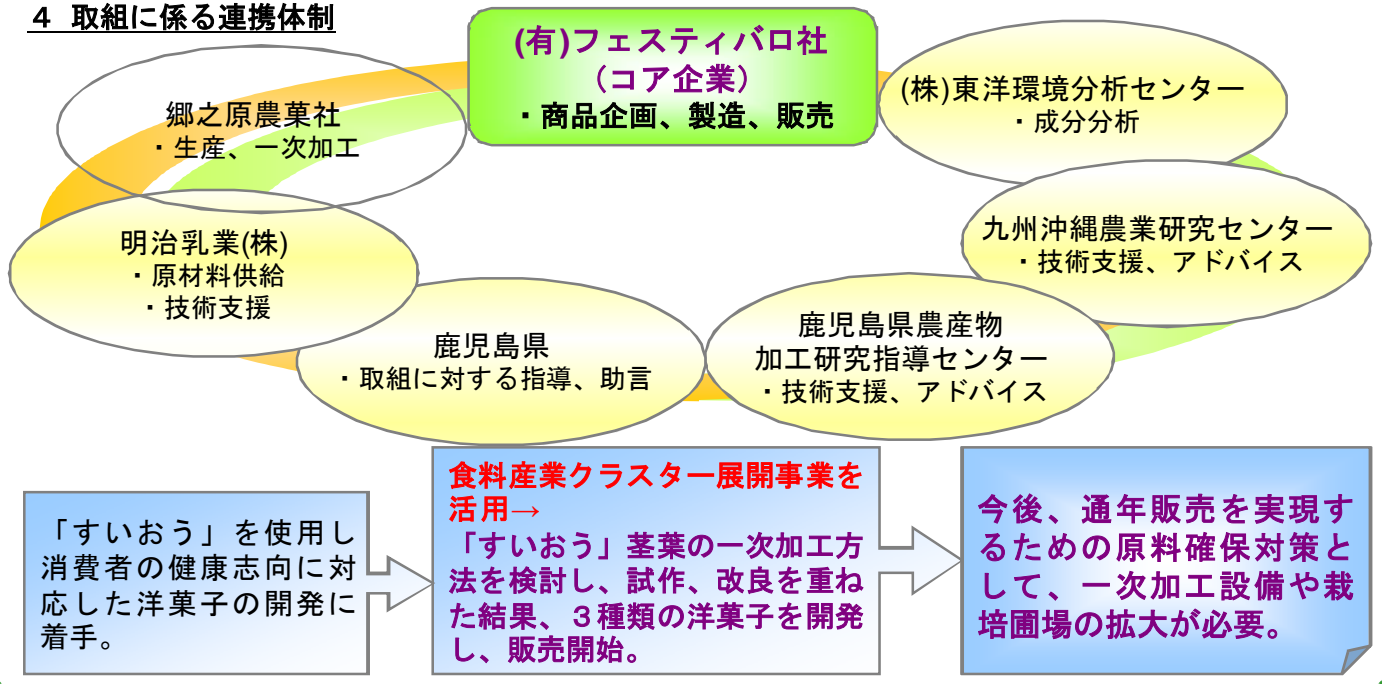 ４ 取組に係る連携体制
(有)フェスティバロ社
（コア企業）
・商品企画、製造、販売
(株)東洋環境分析センター
・成分分析
郷之原農菓社
・生産、一次加工
九州沖縄農業研究センター
・技術支援、アドバイス
明治乳業(株)
・原材料供給
・技術支援
鹿児島県農産物
加工研究指導センター
・技術支援、アドバイス
鹿児島県
・取組に対する指導、助言
「すいおう」を使用し
消費者の健康志向に対
応した洋菓子の開発に
着手。
食料産業クラスター展開事業を
活用→
「すいおう」茎葉の一次加工方
法を検討し、試作、改良を重ね
た結果、３種類の洋菓子を開発
し、販売開始。
今後、通年販売を実現す
るための原料確保対策と
して、一次加工設備や栽
培圃場の拡大が必要。